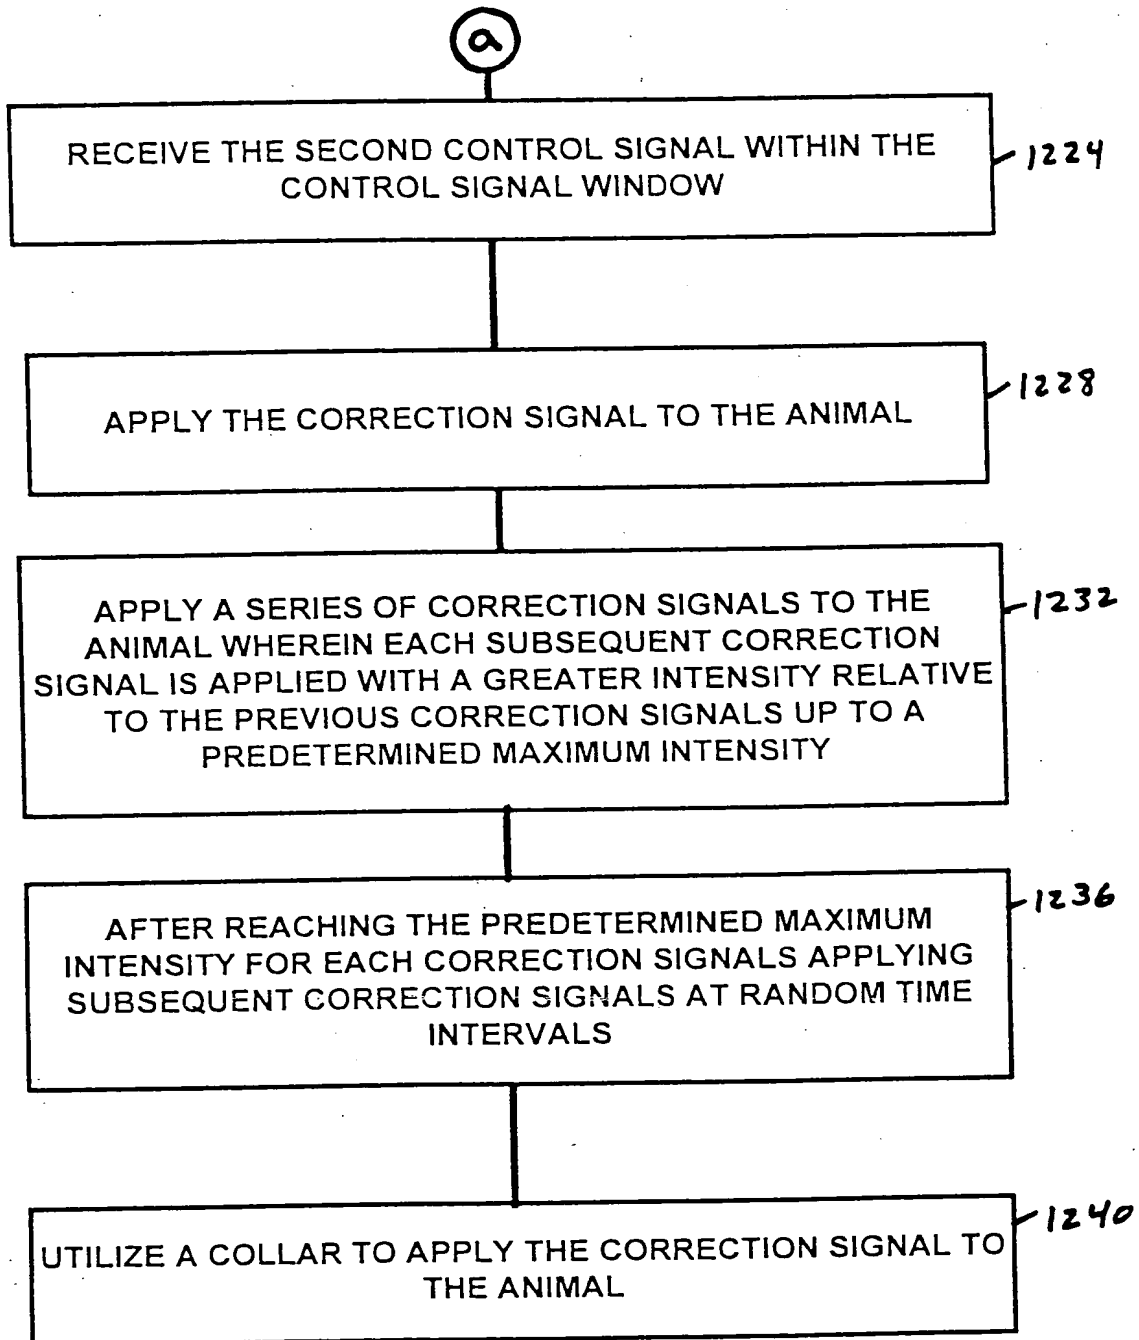 a
RECEIVE THE SECOND CONTROL SIGNAL WITHIN THE
CONTROL SIGNAL WINDOW
1224
APPLY THE CORRECTION SIGNAL TO THE ANIMAL
1228
APPLY A SERIES OF CORRECTION SIGNALS TO THE
ANIMAL WHEREIN EACH SUBSEQUENT CORRECTION
SIGNAL IS APPLIED WITH A GREATER INTENSITY RELATIVE
TO THE PREVIOUS CORRECTION SIGNALS UP TO A
PREDETERMINED MAXIMUM INTENSITY
1232
AFTER REACHING THE PREDETERMINED MAXIMUM
INTENSITY FOR EACH CORRECTION SIGNALS APPLYING
SUBSEQUENT CORRECTION SIGNALS AT RANDOM TIME
INTERVALS
1236
UTILIZE A COLLAR TO APPLY THE CORRECTION SIGNAL TO
THE ANIMAL
1240